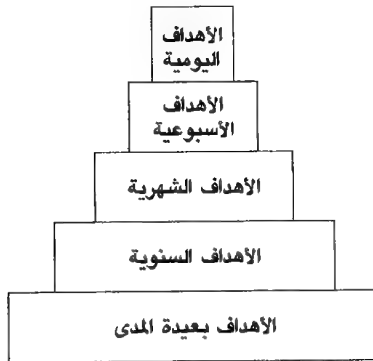 الأهداف
اليومية
الأهداف
الأسبوعية
الأهداف الشهرية
الأهداف السنوية
الأهداف بعيدة المدى